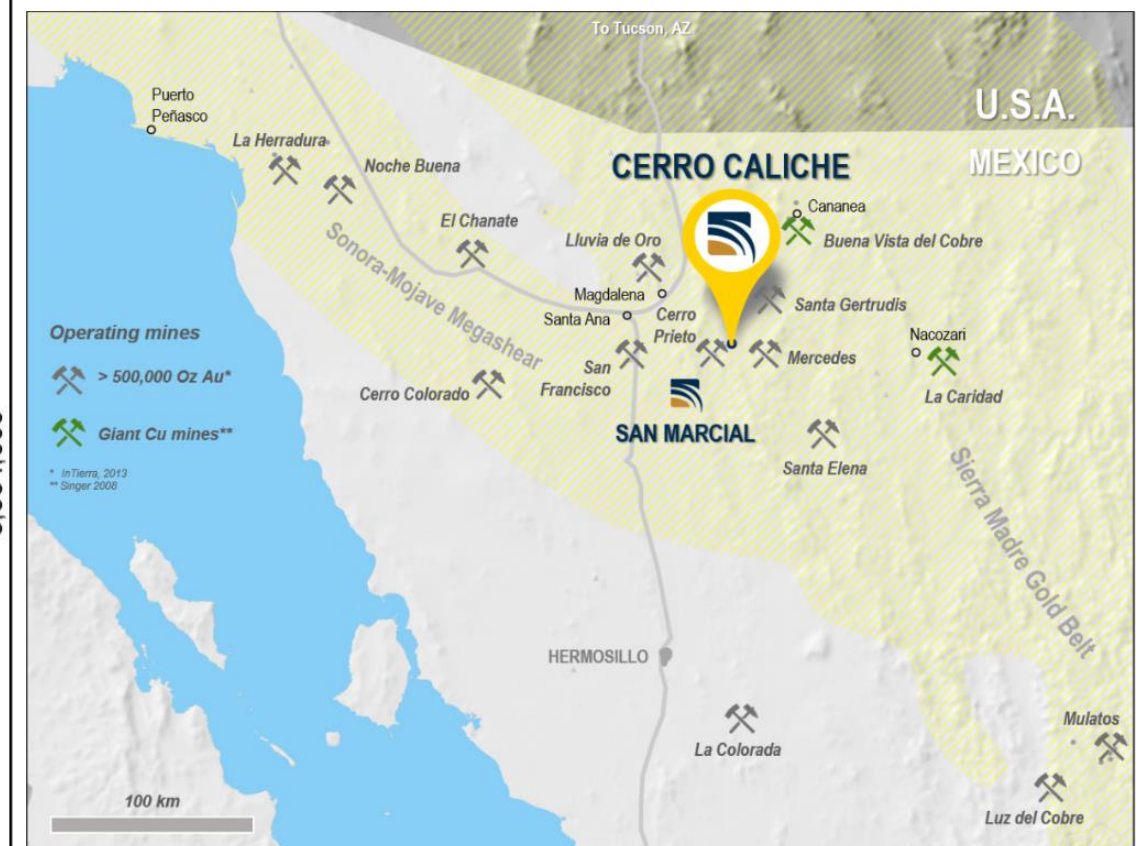 To Tucson, AZ
U.S.A.
MEXICO
Puerto
Peñasco
La Herradura
Noche Buena
CERRO CALICHE
Cananea
Buena Vista del Cobre
El Chanate
Lluvia de Oro
Sonora-Mojave Megashear
Magdalena
Santa Ana
Cerro
Prieto
Santa Gertrudis
Nacozari
Operating mines
> 500,000 Oz Au*
Giant Cu mines**
* InTierra, 2013
** Singer 2008
San
Francisco
Mercedes
Cerro Colorado
La Caridad
SAN MARCIAL
Santa Elena
Sierra Madre Gold Belt
HERMOSILLO
La Colorada
Mulatos
Luz del Cobre
100 km